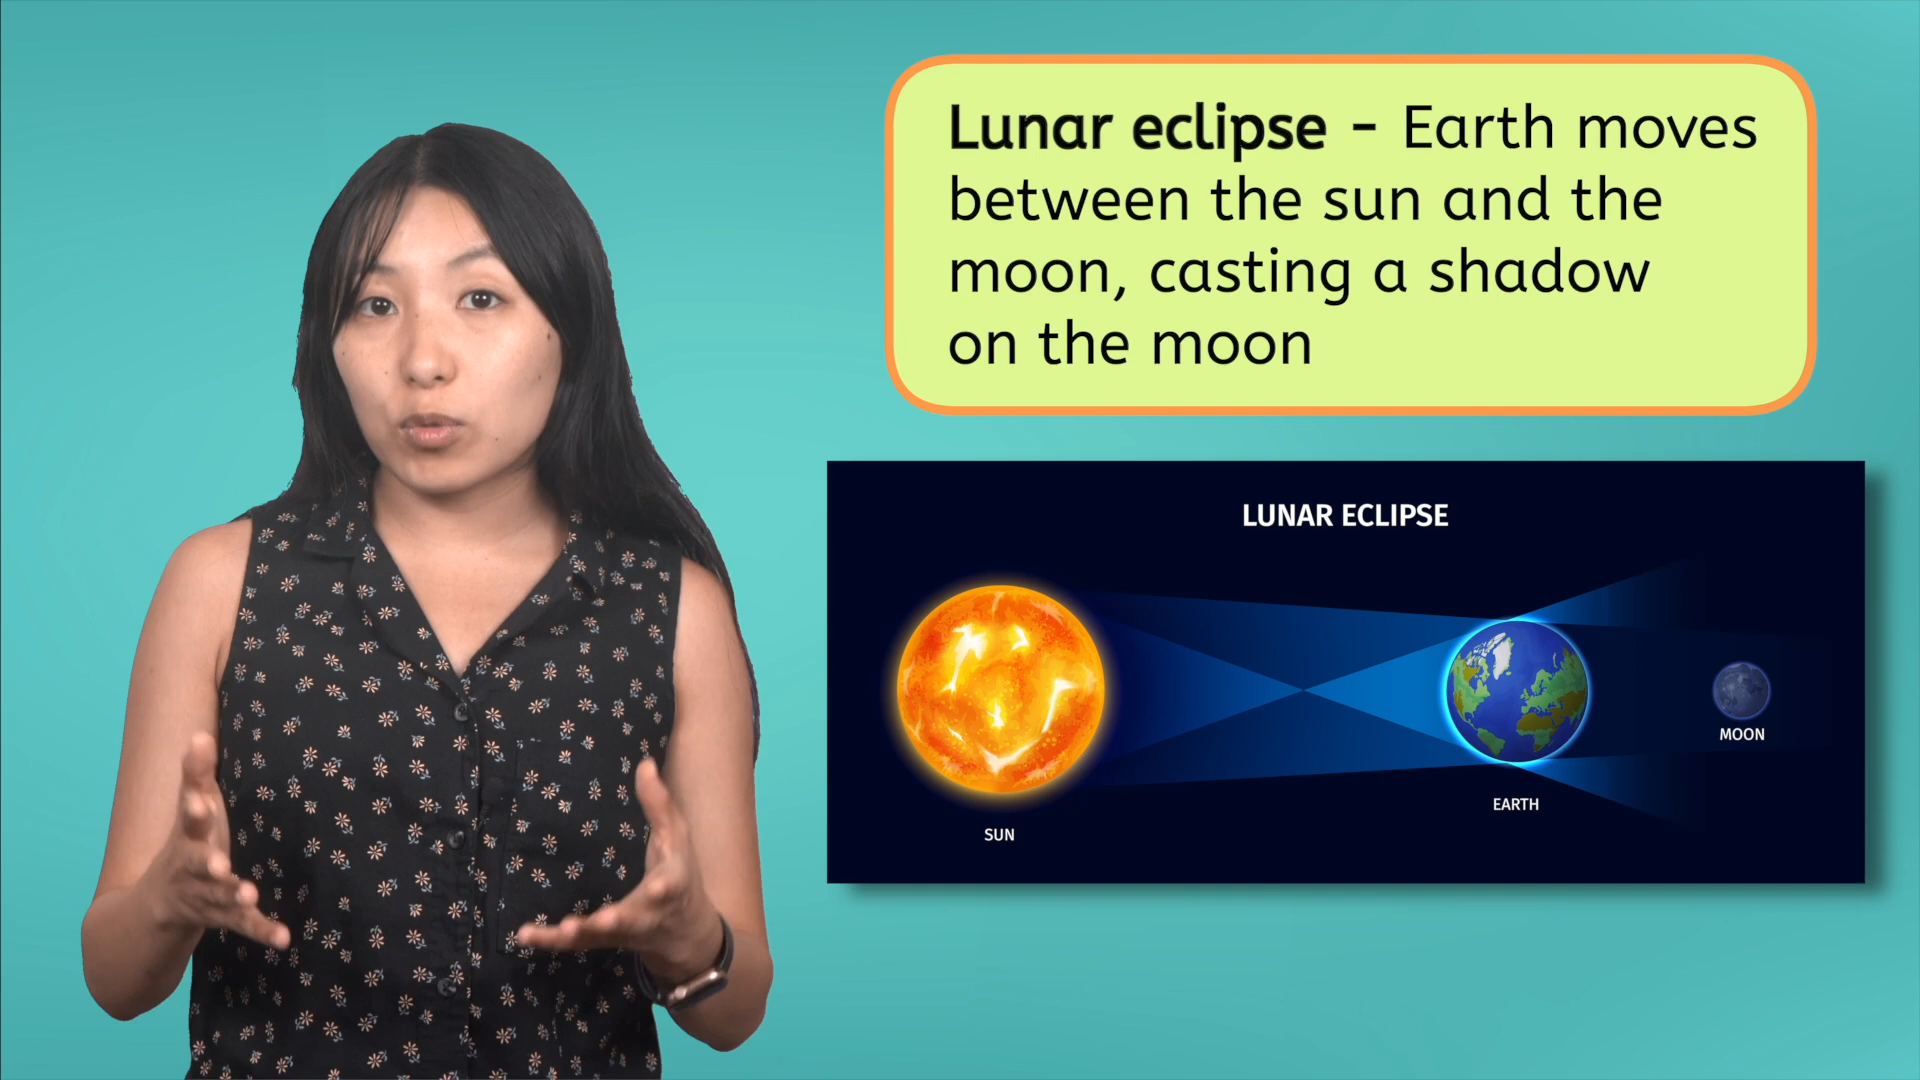 Lunar eclipse - Earth moves
between the sun and the
moon, casting a shadow
on the moon
LUNAR ECLIPSE
SUN
EARTH
MOON